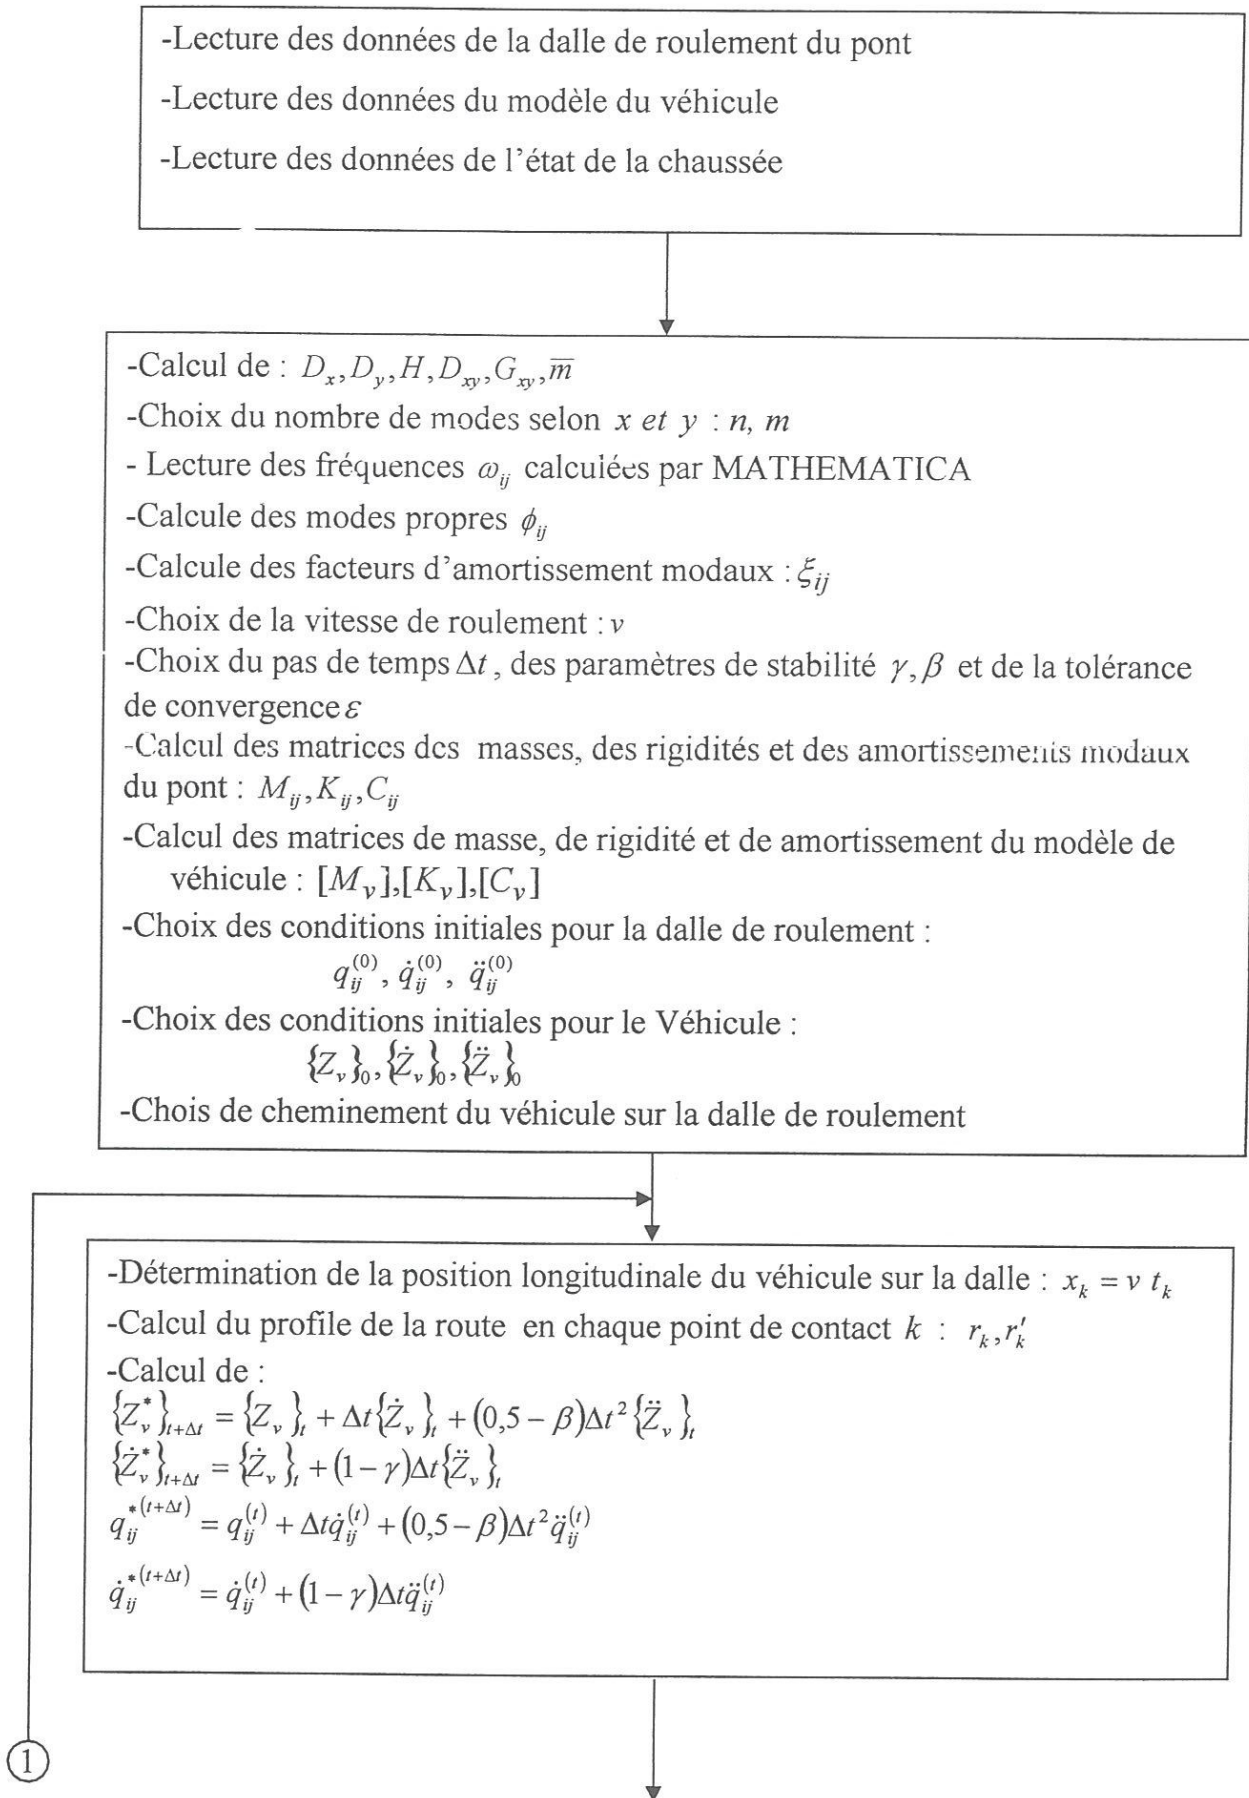 -Lecture des données de la dalle de roulement du pont
-Lecture des données du modèle du véhicule
-Lecture des données de l'état de la chaussée
-Calcul de : $D_x, D_y, H, D_{xy}, G_{xy}, \overline{m}$
-Choix du nombre de modes selon x et y : n, m
- Lecture des fréquences $\omega_{ij}$ calculées par MATHEMATICA
-Calcule des modes propres $\phi_{ij}$
-Calcule des facteurs d'amortissement modaux : $\xi_{ij}$
-Choix de la vitesse de roulement : v
-Choix du pas de temps $\Delta t$, des paramètres de stabilité $\gamma, \beta$ et de la tolérance
de convergence $\varepsilon$
-Calcul des matrices des masses, des rigidités et des amortissements modaux
du pont : $M_{ij}, K_{ij}, C_{ij}$
-Calcul des matrices de masse, de rigidité et de amortissement du modèle de
véhicule : $[M_v],[K_v],[C_v]$
-Choix des conditions initiales pour la dalle de roulement :
$q_{ij}^{(0)}, \dot{q}_{ij}^{(0)}, \ddot{q}_{ij}^{(0)}$
-Choix des conditions initiales pour le Véhicule :
$\{Z_v\}_0, \{\dot{Z}_v\}_0, \{\ddot{Z}_v\}_0$
-Chois de cheminement du véhicule sur la dalle de roulement
-Détermination de la position longitudinale du véhicule sur la dalle : $x_k = v\ t_k$
-Calcul du profile de la route en chaque point de contact k : $r_k, r'_k$
-Calcul de :
$\{Z_v^*\}_{t+\Delta t} = \{Z_v\}_t + \Delta t\{\dot{Z}_v\}_t + (0,5 - \beta)\Delta t^2\{\ddot{Z}_v\}_t$
$\{\dot{Z}_v^*\}_{t+\Delta t} = \{\dot{Z}_v\}_t + (1 - \gamma)\Delta t\{\ddot{Z}_v\}_t$
$q_{ij}^{*(t+\Delta t)} = q_{ij}^{(t)} + \Delta t\dot{q}_{ij}^{(t)} + (0,5 - \beta)\Delta t^2\ddot{q}_{ij}^{(t)}$
$\dot{q}_{ij}^{*(t+\Delta t)} = \dot{q}_{ij}^{(t)} + (1 - \gamma)\Delta t\ddot{q}_{ij}^{(t)}$
1